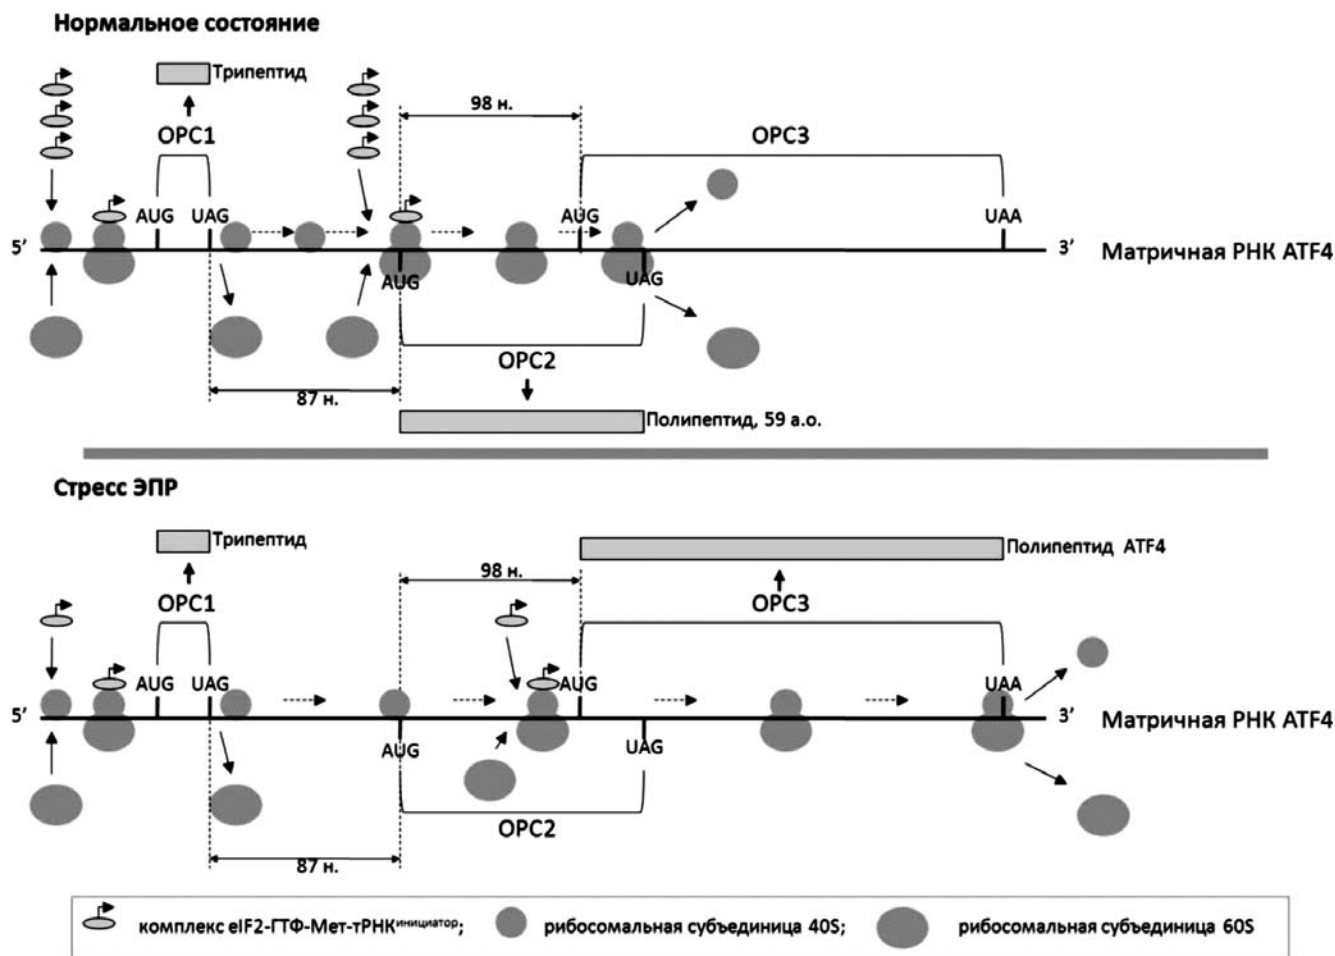 Нормальное состояние
Трипептид
98 н.
ОРС1
ОРС3
AUG UAG AUG UAA
5′ 3′ Матричная РНК ATF4
AUG UAG
ОРС2
87 н.
Полипептид, 59 а.о.
Стресс ЭПР
Трипептид
Полипептид ATF4
98 н.
ОРС1
ОРС3
AUG UAG AUG UAA
5′ 3′ Матричная РНК ATF4
AUG UAG
ОРС2
87 н.
комплекс eIF2-ГТФ-Мет-тРНКинициатор; рибосомальная субъединица 40S; рибосомальная субъединица 60S